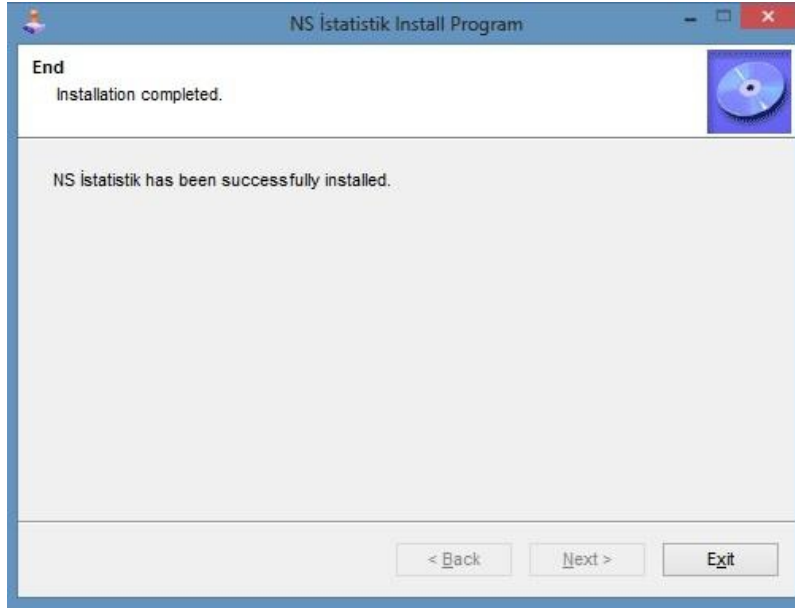 NS İstatistik Install Program
End
Installation completed.
NS İstatistik has been successfully installed.
< Back Next > Exit